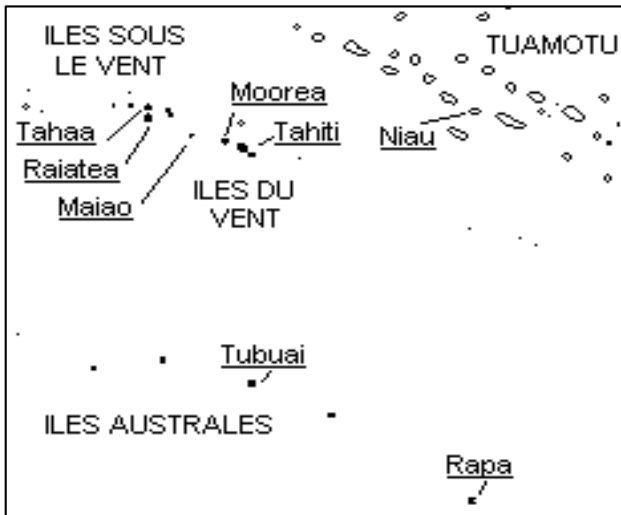 ILES SOUS
LE VENT
TUAMOTU
Moorea
Tahaa
Tahiti
Niau
Raiatea
Maiao
ILES DU
VENT
Tubuai
ILES AUSTRALES
Rapa